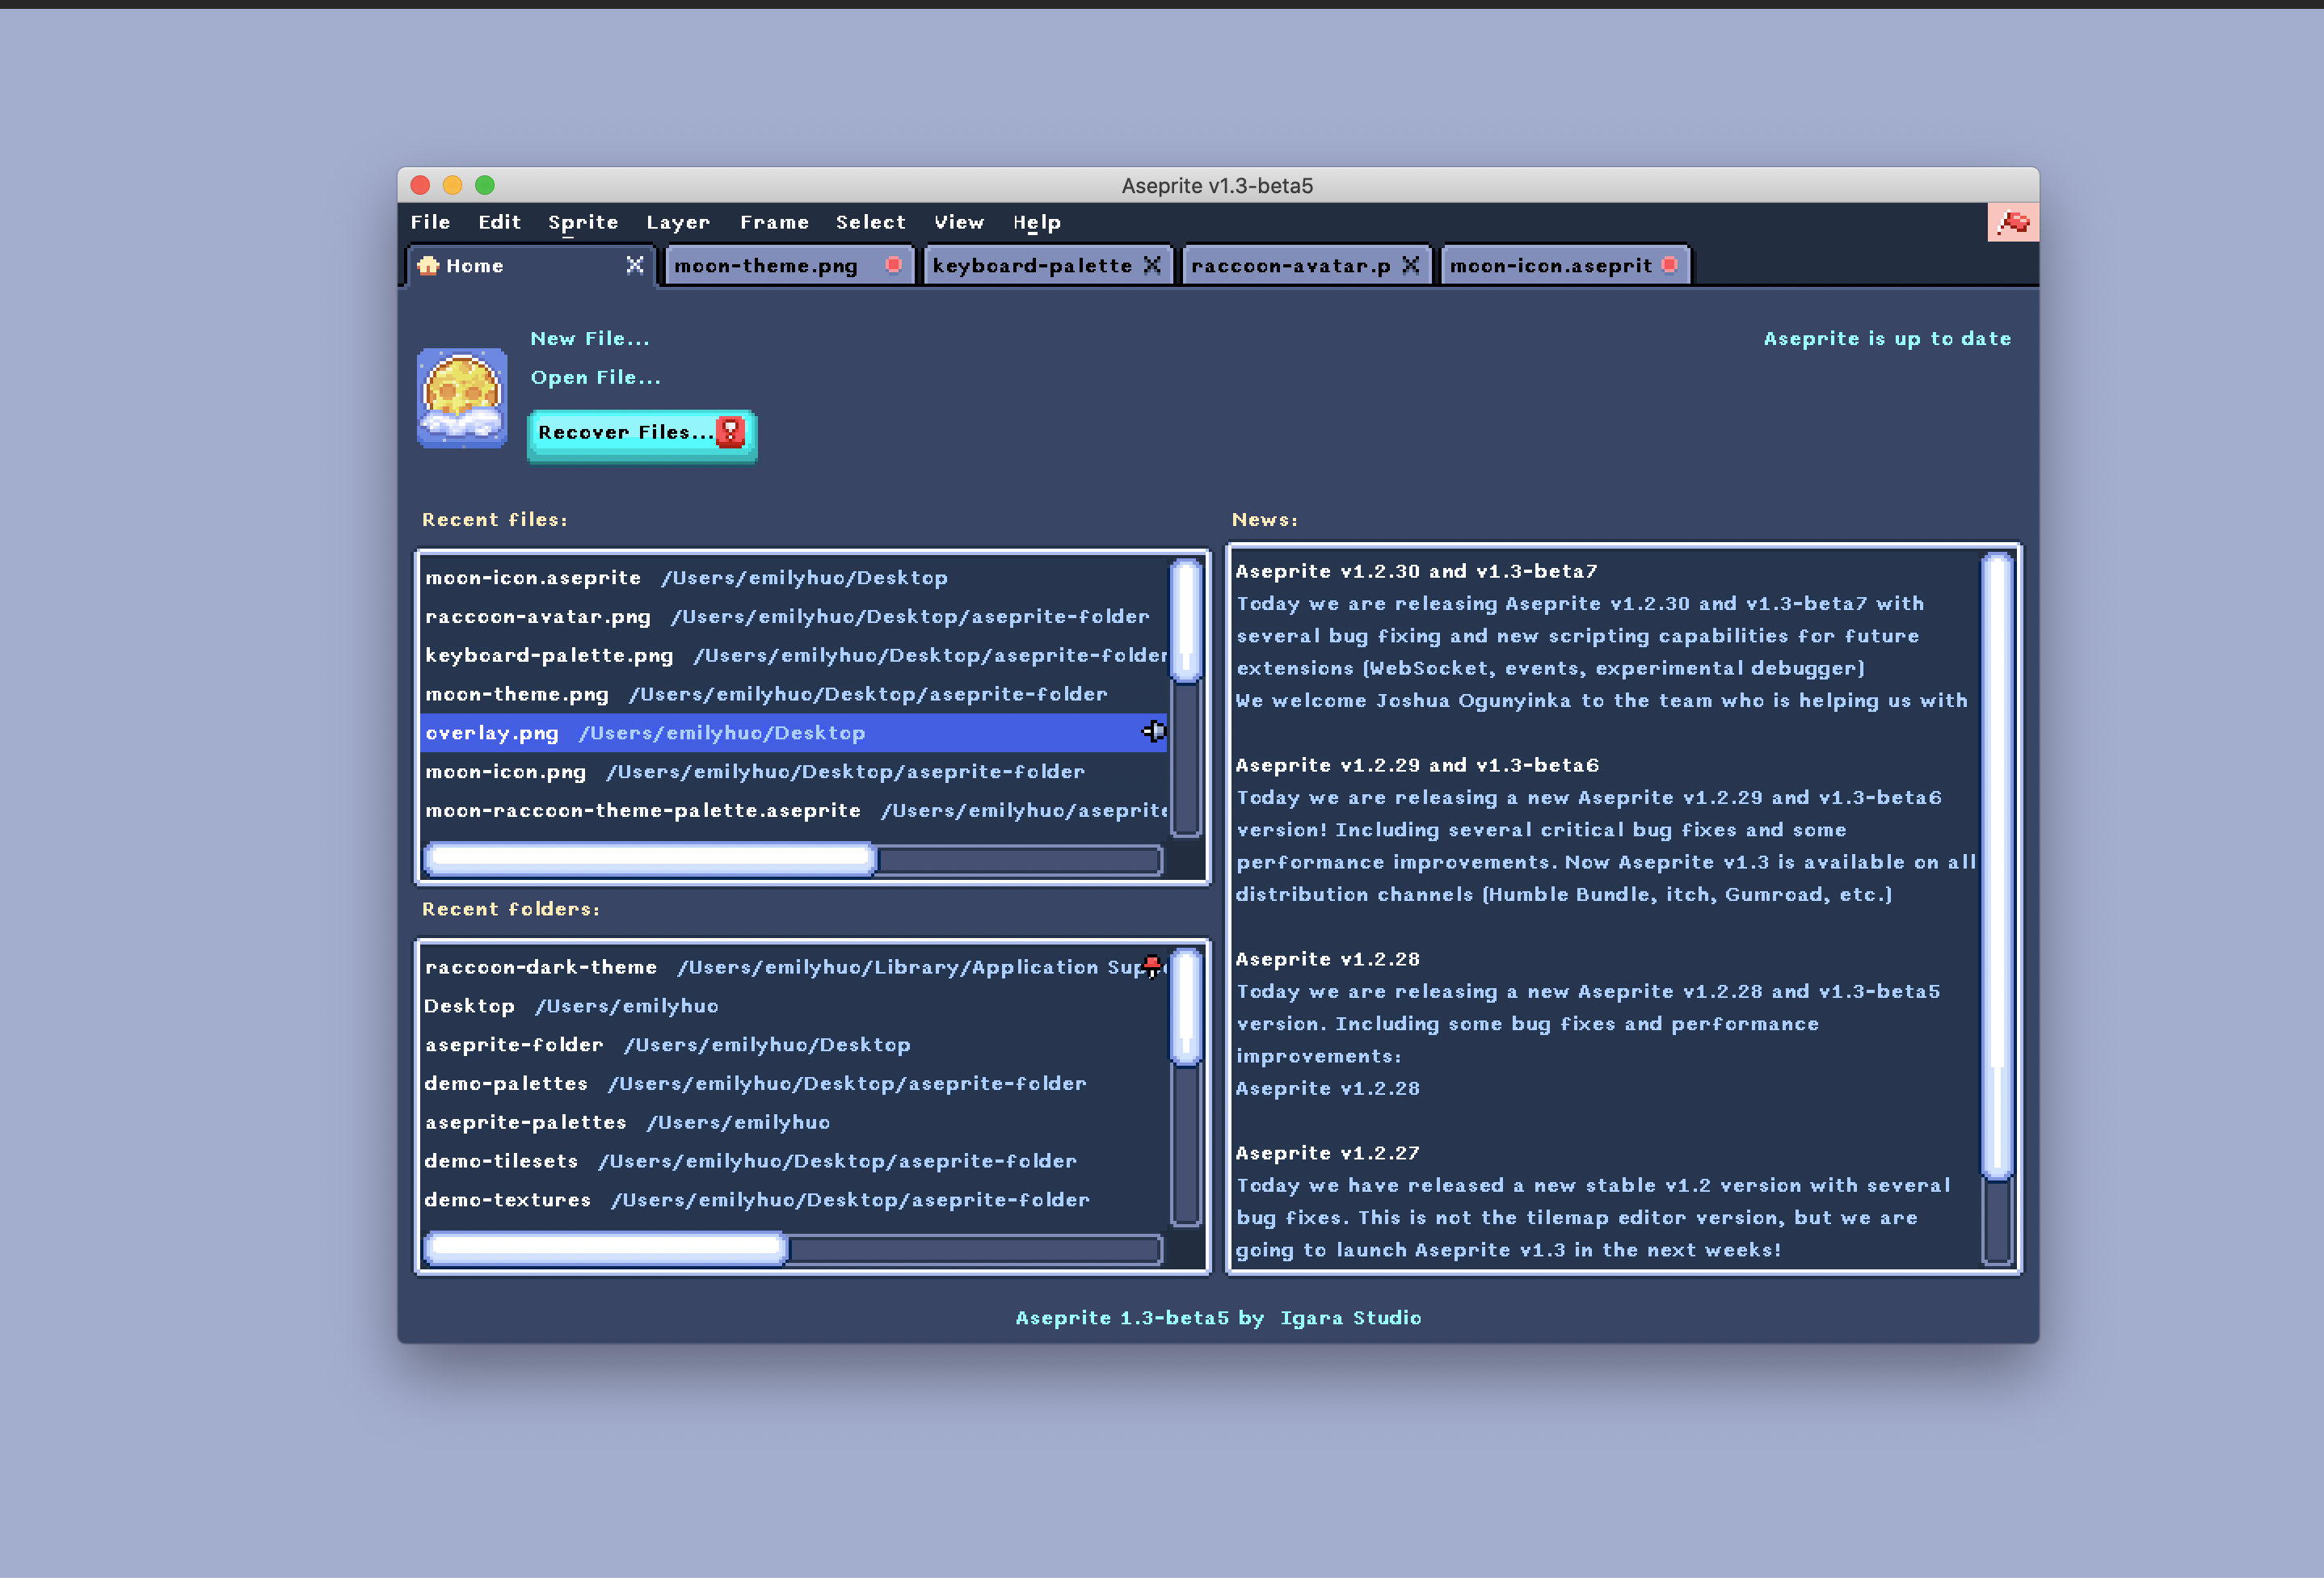 Aseprite v1.3-beta5
File Edit Sprite Layer Frame Select View Help
Home moon-theme.png keyboard-palette raccoon-avatar.p moon-icon.aseprit
New File...
Aseprite is up to date
Open File...
Recover Files...
Recent files:
moon-icon.aseprite /Users/emilyhuo/Desktop
raccoon-avatar.png /Users/emilyhuo/Desktop/aseprite-folder
keyboard-palette.png /Users/emilyhuo/Desktop/aseprite-folder
moon-theme.png /Users/emilyhuo/Desktop/aseprite-folder
overlay.png /Users/emilyhuo/Desktop
moon-icon.png /Users/emilyhuo/Desktop/aseprite-folder
moon-raccoon-theme-palette.aseprite /Users/emilyhuo/aseprite
Recent folders:
raccoon-dark-theme /Users/emilyhuo/Library/Application Sup
Desktop /Users/emilyhuo
aseprite-folder /Users/emilyhuo/Desktop
demo-palettes /Users/emilyhuo/Desktop/aseprite-folder
aseprite-palettes /Users/emilyhuo
demo-tilesets /Users/emilyhuo/Desktop/aseprite-folder
demo-textures /Users/emilyhuo/Desktop/aseprite-folder
News:
Aseprite v1.2.30 and v1.3-beta7
Today we are releasing Aseprite v1.2.30 and v1.3-beta7 with
several bug fixing and new scripting capabilities for future
extensions (WebSocket, events, experimental debugger)
We welcome Joshua Ogunyinka to the team who is helping us with
Aseprite v1.2.29 and v1.3-beta6
Today we are releasing a new Aseprite v1.2.29 and v1.3-beta6
version! Including several critical bug fixes and some
performance improvements. Now Aseprite v1.3 is available on all
distribution channels (Humble Bundle, itch, Gumroad, etc.)
Aseprite v1.2.28
Today we are releasing a new Aseprite v1.2.28 and v1.3-beta5
version. Including some bug fixes and performance
improvements:
Aseprite v1.2.28
Aseprite v1.2.27
Today we have released a new stable v1.2 version with several
bug fixes. This is not the tilemap editor version, but we are
going to launch Aseprite v1.3 in the next weeks!
Aseprite 1.3-beta5 by Igara Studio